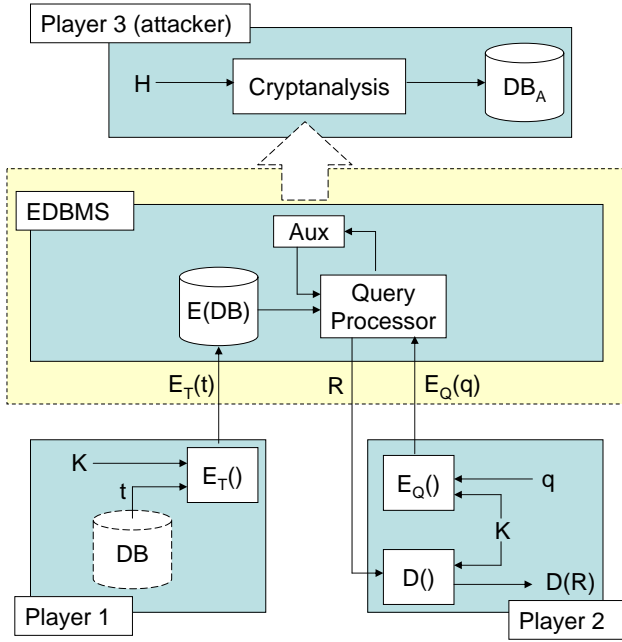 Player 3 (attacker)
H
Cryptanalysis
DB_A
EDBMS
Aux
E(DB)
Query
Processor
E_T(t)
R
E_Q(q)
K
E_T()
t
DB
Player 1
E_Q()
q
K
D()
D(R)
Player 2